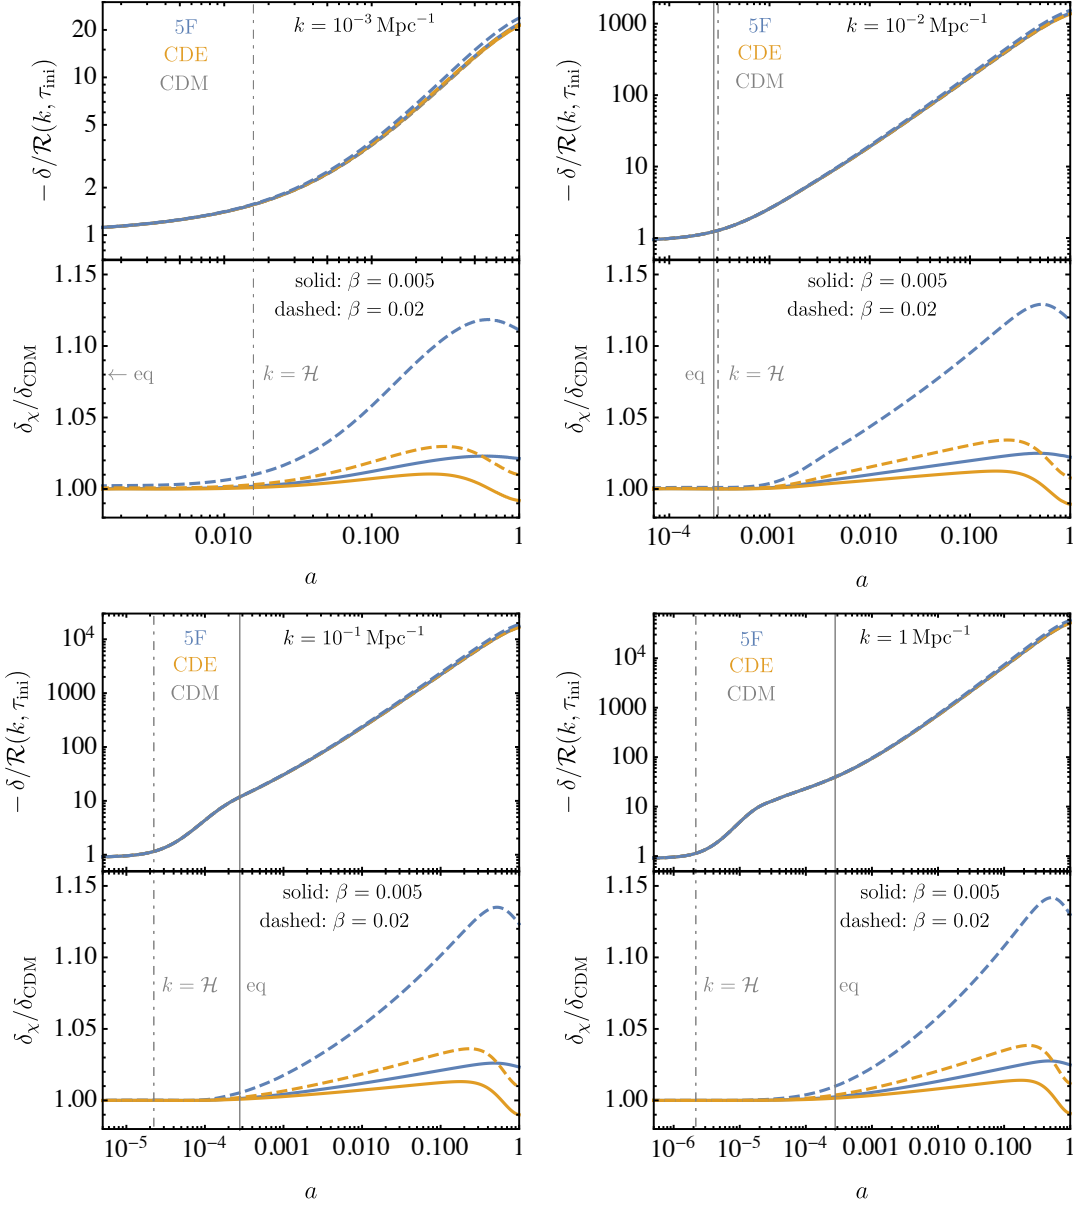 20
10
5
2
1
− δ/ℛ(k, τ_ini)
5F
CDE
CDM
k = 10⁻³ Mpc⁻¹
1.15
1.10
1.05
1.00
δ_χ/δ_CDM
solid: β = 0.005
dashed: β = 0.02
← eq
k = ℋ
0.010
0.100
1
a
1000
100
10
1
− δ/ℛ(k, τ_ini)
5F
CDE
CDM
k = 10⁻² Mpc⁻¹
1.15
1.10
1.05
1.00
δ_χ/δ_CDM
solid: β = 0.005
dashed: β = 0.02
eq
k = ℋ
10⁻⁴
0.001
0.010
0.100
1
a
10⁴
1000
100
10
1
− δ/ℛ(k, τ_ini)
5F
CDE
CDM
k = 10⁻¹ Mpc⁻¹
1.15
1.10
1.05
1.00
δ_χ/δ_CDM
solid: β = 0.005
dashed: β = 0.02
k = ℋ
eq
10⁻⁵
10⁻⁴
0.001
0.010
0.100
1
a
10⁴
1000
100
10
1
− δ/ℛ(k, τ_ini)
5F
CDE
CDM
k = 1 Mpc⁻¹
1.15
1.10
1.05
1.00
δ_χ/δ_CDM
solid: β = 0.005
dashed: β = 0.02
k = ℋ
eq
10⁻⁶
10⁻⁵
10⁻⁴
0.001
0.010
0.100
1
a